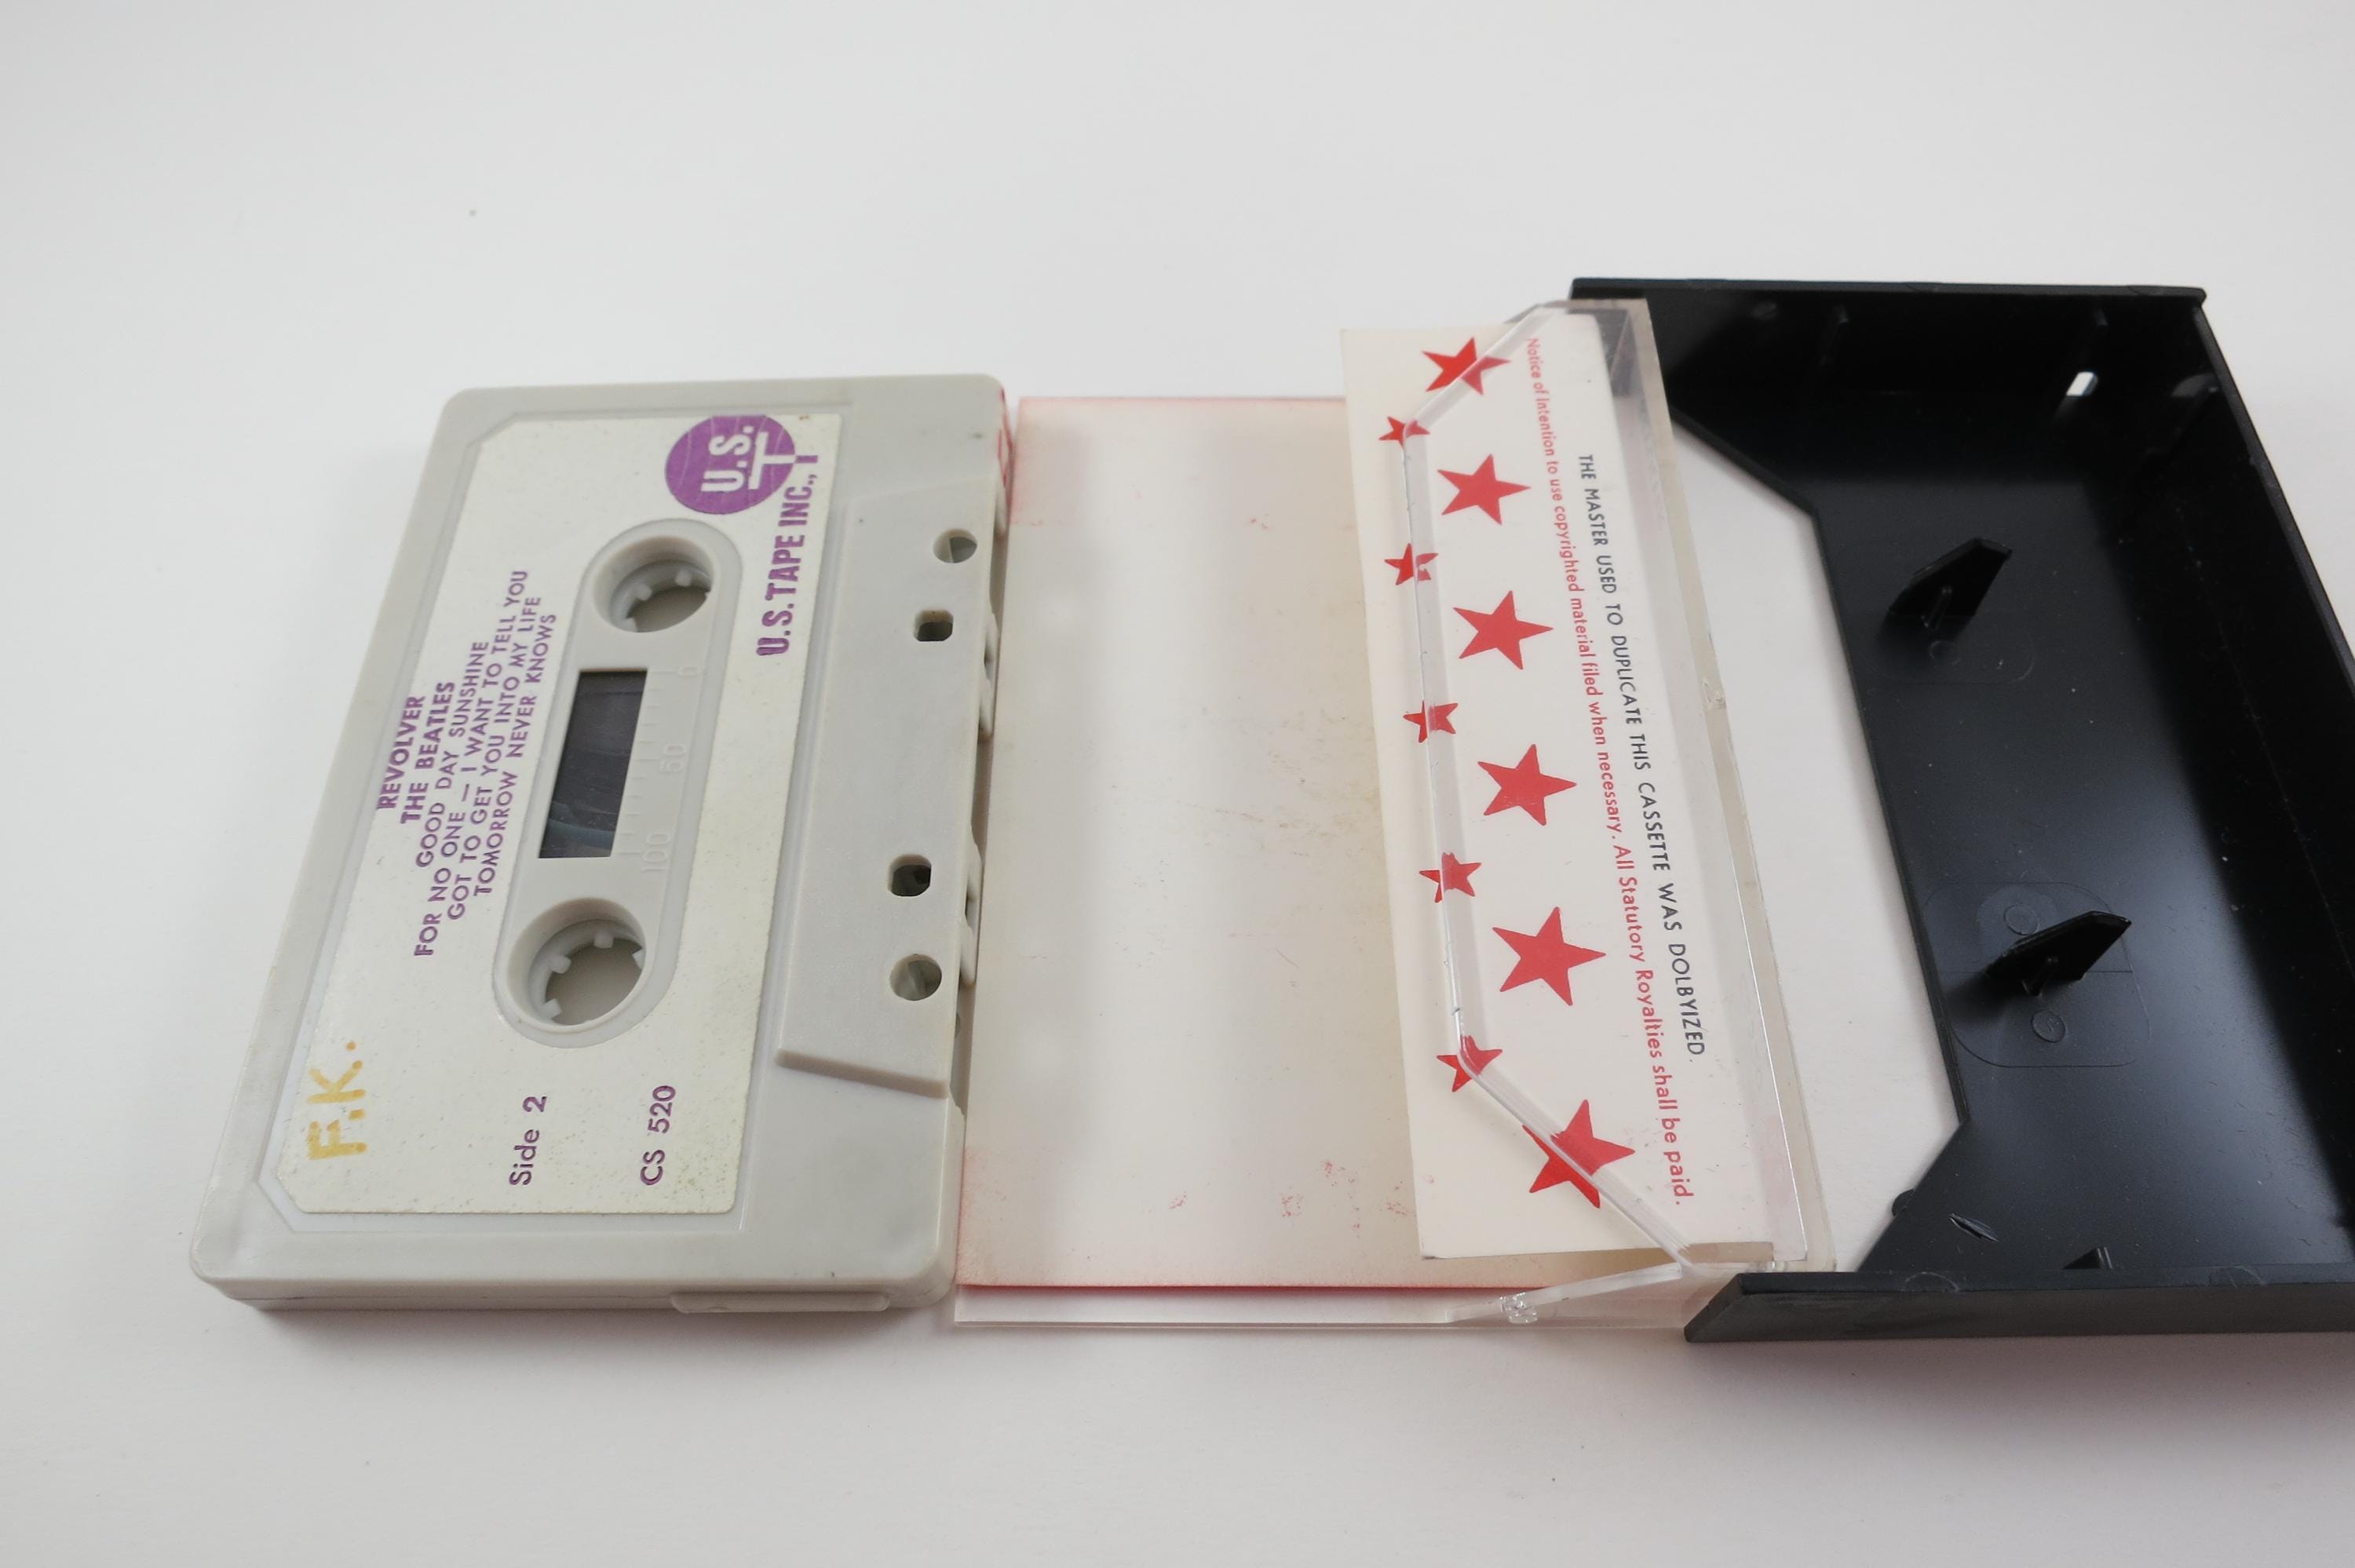 REVOLVER
THE BEATLES
FOR NO GOOD DAY SUNSHINE
GOT ONE — I WANT TO TELL YOU
GOT TO GET YOU INTO MY LIFE
TOMORROW NEVER KNOWS
F.K.
Side 2
CS 520
0 50 100
U.S.
T
U.S. TAPE INC.,
Notice of Intention to use copyrighted material filed when necessary. All Statutory Royalties shall be paid.
THE MASTER USED TO DUPLICATE THIS CASSETTE WAS DOLBYIZED.